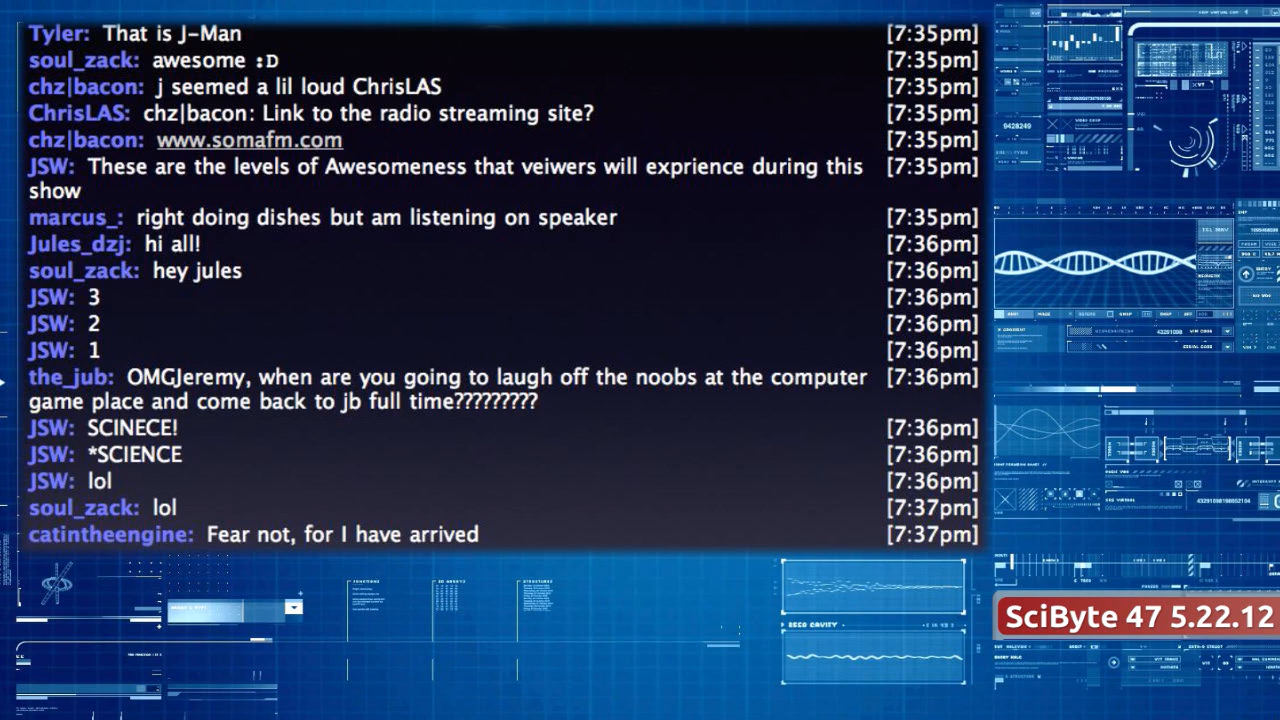 Tyler: That is J-Man [7:35pm]
soul_zack: awesome :D [7:35pm]
chz|bacon: j seemed a lil loud ChrisLAS [7:35pm]
ChrisLAS: chz|bacon: Link to the radio streaming site? [7:35pm]
chz|bacon: www.somafm.com [7:35pm]
JSW: These are the levels of Awesomeness that veiwers will exprience during this [7:35pm]
show
marcus_: right doing dishes but am listening on speaker [7:35pm]
Jules_dzj: hi all! [7:36pm]
soul_zack: hey jules [7:36pm]
JSW: 3 [7:36pm]
JSW: 2 [7:36pm]
JSW: 1 [7:36pm]
the_jub: OMGJeremy, when are you going to laugh off the noobs at the computer [7:36pm]
game place and come back to jb full time????????? 
JSW: SCINECE! [7:36pm]
JSW: *SCIENCE [7:36pm]
JSW: lol [7:36pm]
soul_zack: lol [7:37pm]
catintheengine: Fear not, for I have arrived [7:37pm]
9428249
SciByte 47 5.22.12